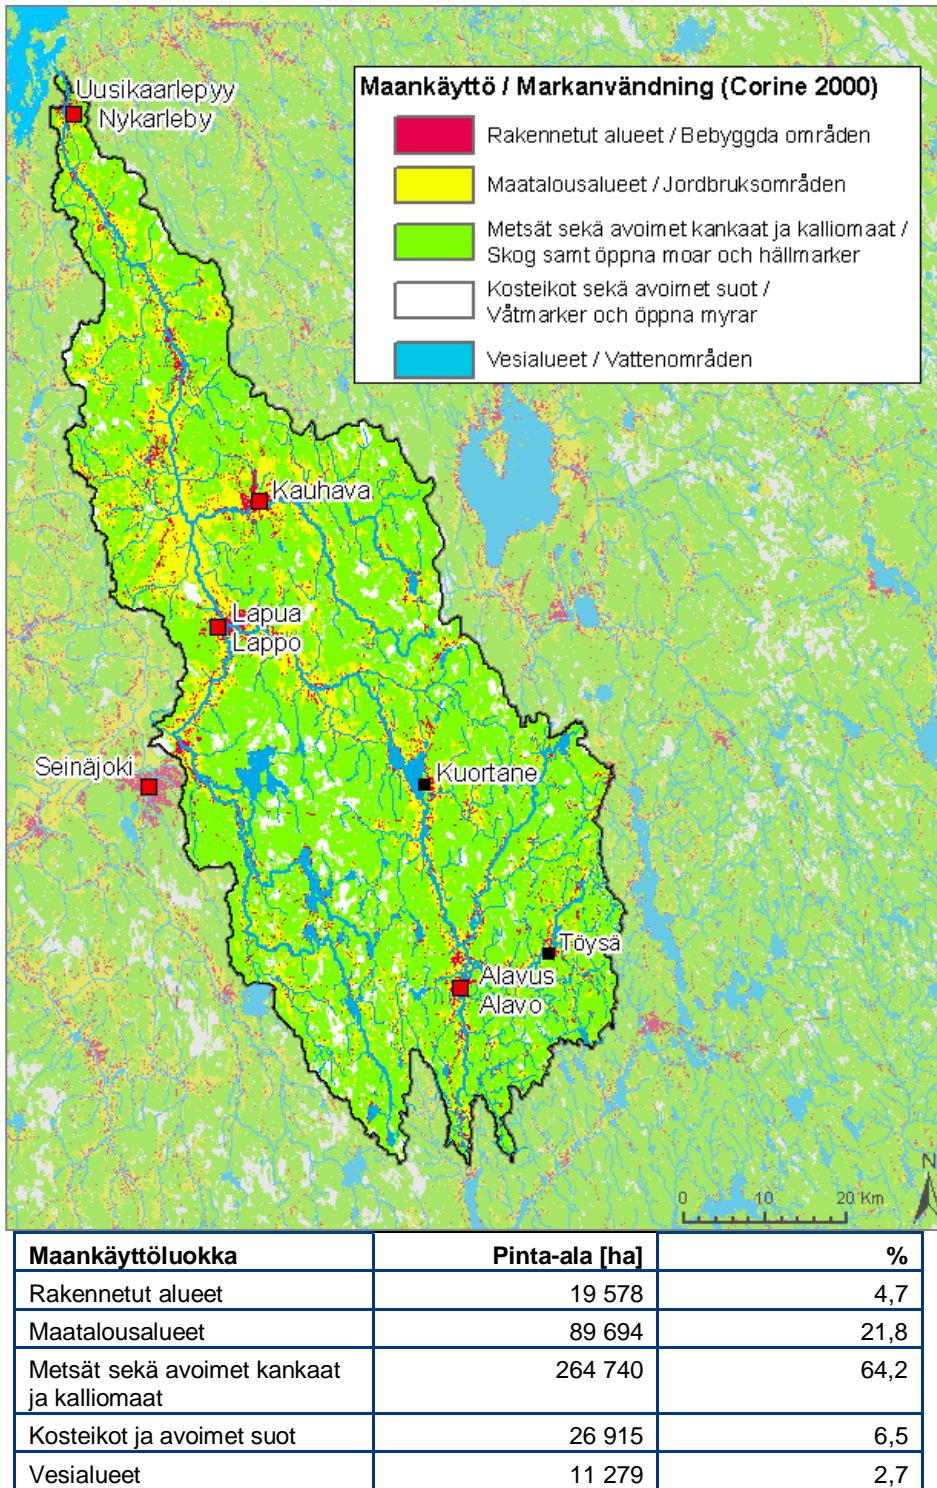 Uusikaarlepyy
Nykarleby
Maankäyttö / Markanvändning (Corine 2000)
Rakennetut alueet / Bebyggda områden
Maatalousalueet / Jordbruksområden
Metsät sekä avoimet kankaat ja kalliomaat /
Skog samt öppna moar och hällmarker
Kosteikot sekä avoimet suot /
Våtmarker och öppna myrar
Vesialueet / Vattenområden
Kauhava
Lapua
Lappo
Seinäjoki
Kuortane
Töysä
Alavus
Alavo
N
0 10 20 Km
Maankäyttöluokka Pinta-ala [ha] %
Rakennetut alueet 19 578 4,7
Maatalousalueet 89 694 21,8
Metsät sekä avoimet kankaat 264 740 64,2
ja kalliomaat
Kosteikot ja avoimet suot 26 915 6,5
Vesialueet 11 279 2,7